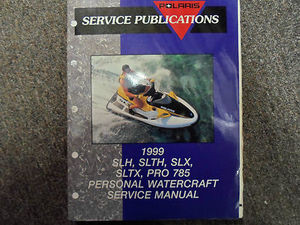 POLARIS
SERVICE PUBLICATIONS
1999
SLH, SLTH, SLX,
SLTX, PRO 785
PERSONAL WATERCRAFT
SERVICE MANUAL